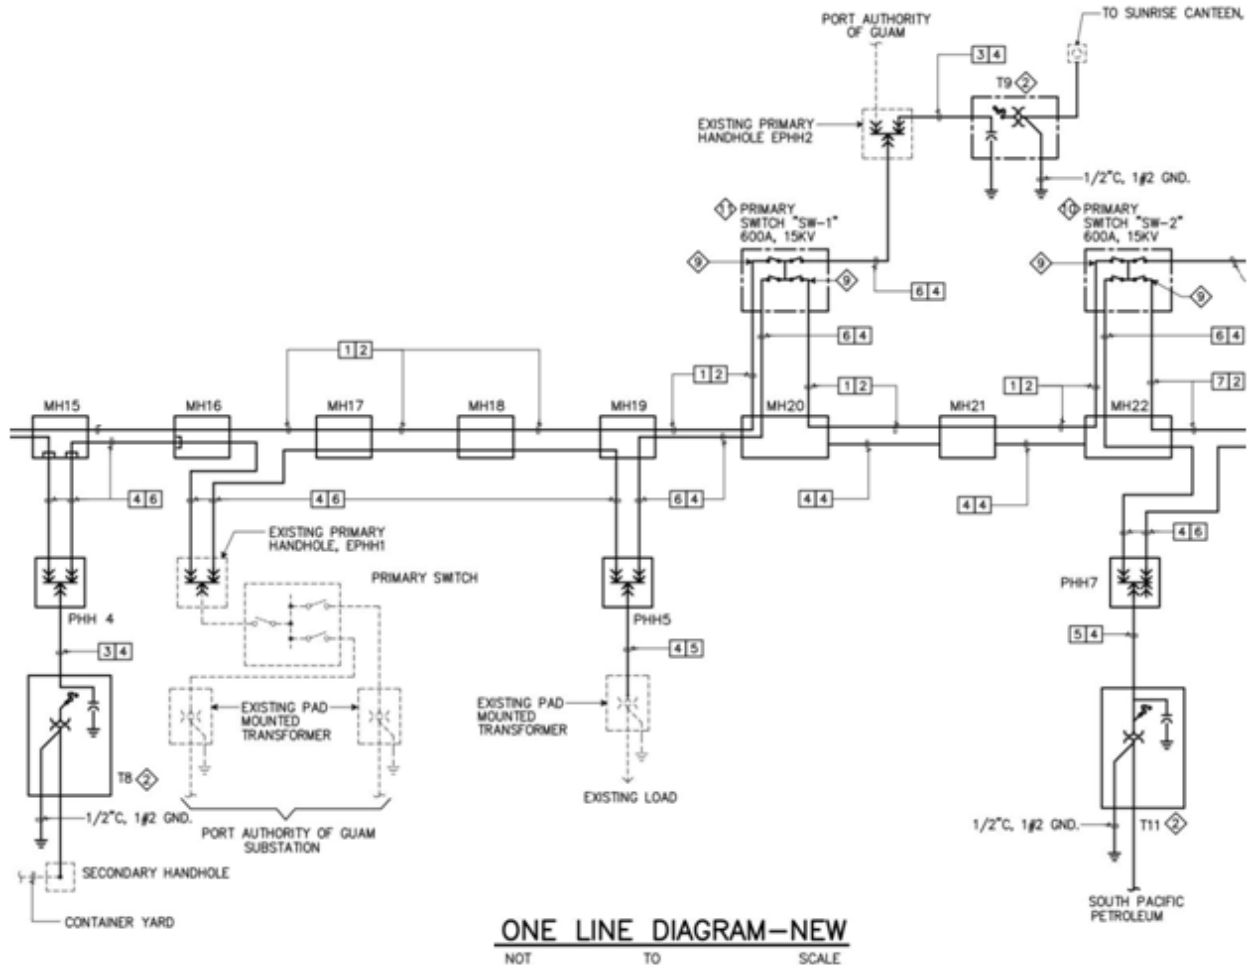 PORT AUTHORITY
OF GUAM
TO SUNRISE CANTEEN,
3 4
T9 2
EXISTING PRIMARY
HANDHOLE EPHH2
1/2"C, 1#2 GND.
11 PRIMARY
SWITCH "SW-1"
600A, 15KV
10 PRIMARY
SWITCH "SW-2"
600A, 15KV
9
9
9
9
6 4
6 4
6 4
1 2
1 2
1 2
1 2
7 2
MH15
MH16
MH17
MH18
MH19
MH20
MH21
MH22
4 6
4 6
6 4
4 4
4 4
4 6
EXISTING PRIMARY
HANDHOLE, EPHH1
PRIMARY SWITCH
PHH 4
PHH5
PHH7
3 4
4 5
5 4
EXISTING PAD
MOUNTED
TRANSFORMER
EXISTING PAD
MOUNTED
TRANSFORMER
T8 2
EXISTING LOAD
1/2"C, 1#2 GND.
PORT AUTHORITY OF GUAM
SUBSTATION
1/2"C, 1#2 GND.
T11 2
SECONDARY HANDHOLE
CONTAINER YARD
SOUTH PACIFIC
PETROLEUM
ONE LINE DIAGRAM-NEW
NOT TO SCALE